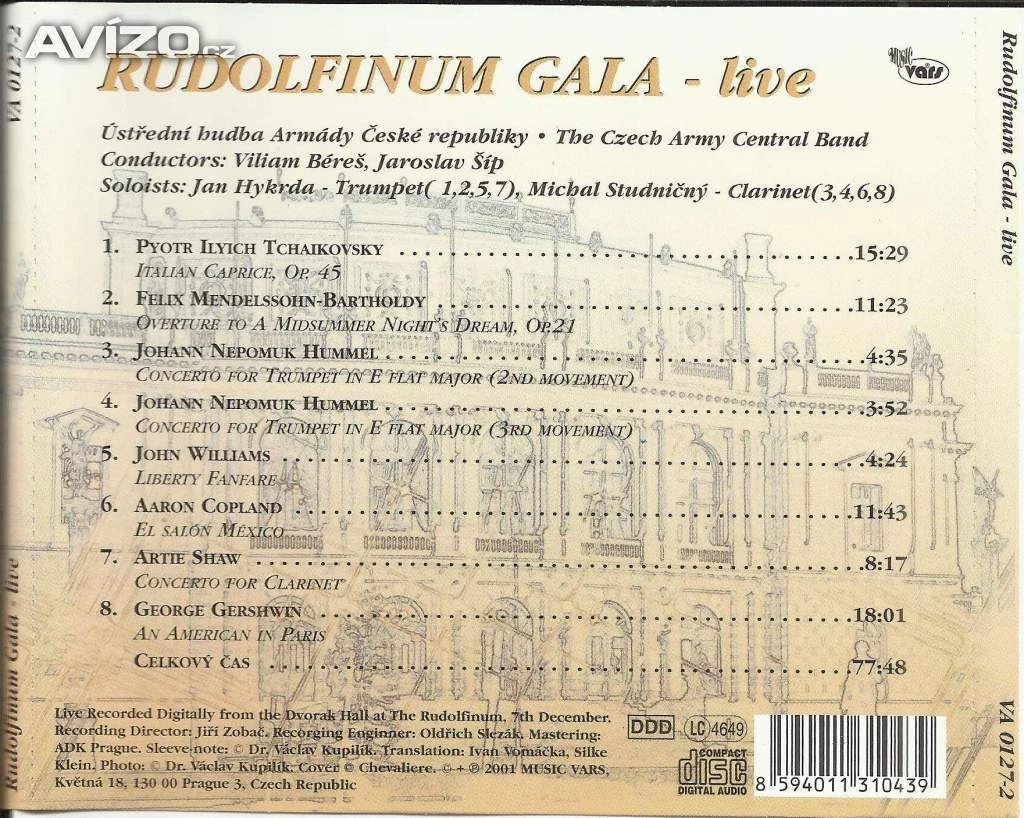 AVÍZO.cz
RUDOLFINUM GALA - live
MUSIC vars
Ústřední hudba Armády České republiky • The Czech Army Central Band
Conductors: Viliam Béreš, Jaroslav Šíp
Soloists: Jan Hykrda - Trumpet( 1,2,5,7), Michal Studničný - Clarinet(3,4,6,8)
1. PYOTR ILYICH TCHAIKOVSKY ....................15:29
ITALIAN CAPRICE, OP. 45
2. FELIX MENDELSSOHN-BARTHOLDY ....................11:23
OVERTURE TO A MIDSUMMER NIGHT'S DREAM, OP.21
3. JOHANN NEPOMUK HUMMEL ....................4:35
CONCERTO FOR TRUMPET IN E FLAT MAJOR (2ND MOVEMENT)
4. JOHANN NEPOMUK HUMMEL ....................3:52
CONCERTO FOR TRUMPET IN E FLAT MAJOR (3RD MOVEMENT)
5. JOHN WILLIAMS ....................4:24
LIBERTY FANFARE
6. AARON COPLAND ....................11:43
EL SALÓN MÉXICO
7. ARTIE SHAW ....................8:17
CONCERTO FOR CLARINET
8. GEORGE GERSHWIN ....................18:01
AN AMERICAN IN PARIS
CELKOVÝ ČAS ....................77:48
Live Recorded Digitally from the Dvorak Hall at The Rudolfinum, 7th December.
Recording Director: Jiří Zobač. Recorging Enginner: Oldřich Slezák, Mastering:
ADK Prague. Sleeve-note: © Dr. Václav Kupilík. Translation: Ivan Vomáčka, Silke
Klein. Photo: © Dr. Václav Kupilík. Cover © Chevaliere. © + ℗ 2001 MUSIC VARS,
Květná 18, 130 00 Prague 3, Czech Republic
DDD
LC 4649
COMPACT
disc
DIGITAL AUDIO
8 594011 310439
VA 0127-2
Rudolfinum Gala - live
Rudolfinum Gala - live
VA 0127-2